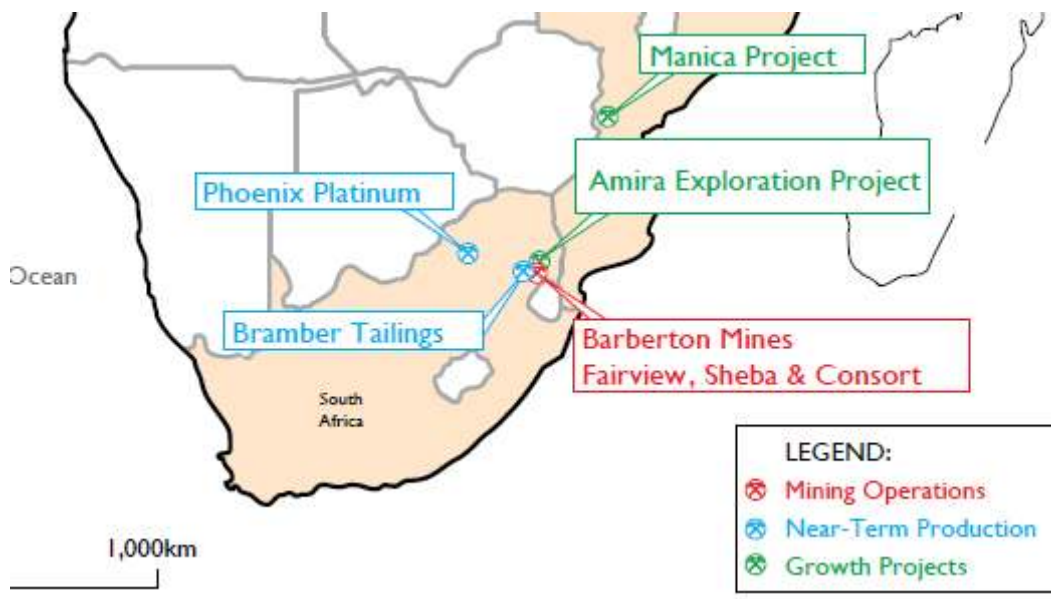 Manica Project
Amira Exploration Project
Phoenix Platinum
Ocean
Bramber Tailings
Barberton Mines
Fairview, Sheba & Consort
South
Africa
LEGEND:
Mining Operations
Near-Term Production
Growth Projects
1,000km